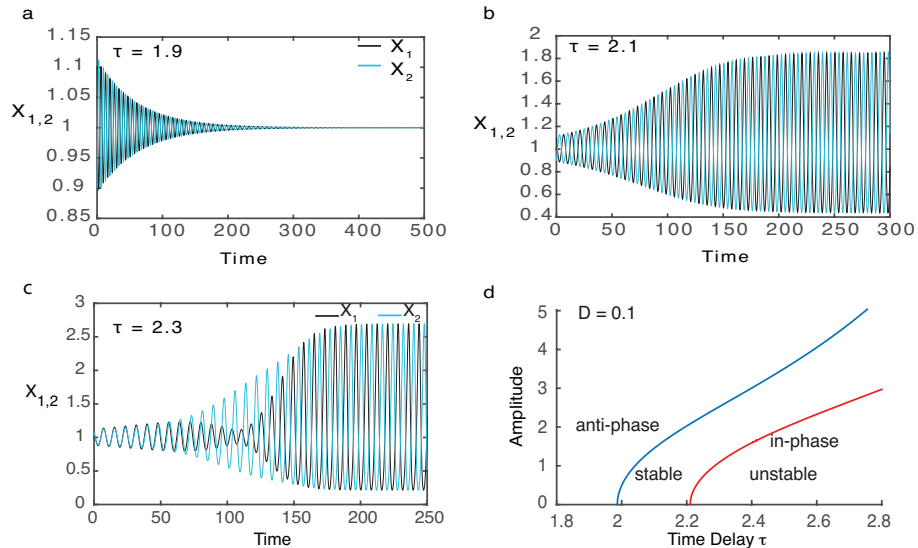 a
τ = 1.9
X1
X2
1.15
1.1
1.05
1
0.95
0.9
0.85
X1,2
0
100
200
300
400
500
Time
b
τ = 2.1
2
1.8
1.6
1.4
1.2
1
0.8
0.6
0.4
X1,2
0
50
100
150
200
250
300
Time
c
τ = 2.3
X1
X2
3
2.5
2
1.5
1
0.5
0
X1,2
0
50
100
150
200
250
Time
d
D = 0.1
5
4
3
2
1
0
Amplitude
anti-phase
in-phase
stable
unstable
1.8
2
2.2
2.4
2.6
2.8
Time Delay τ